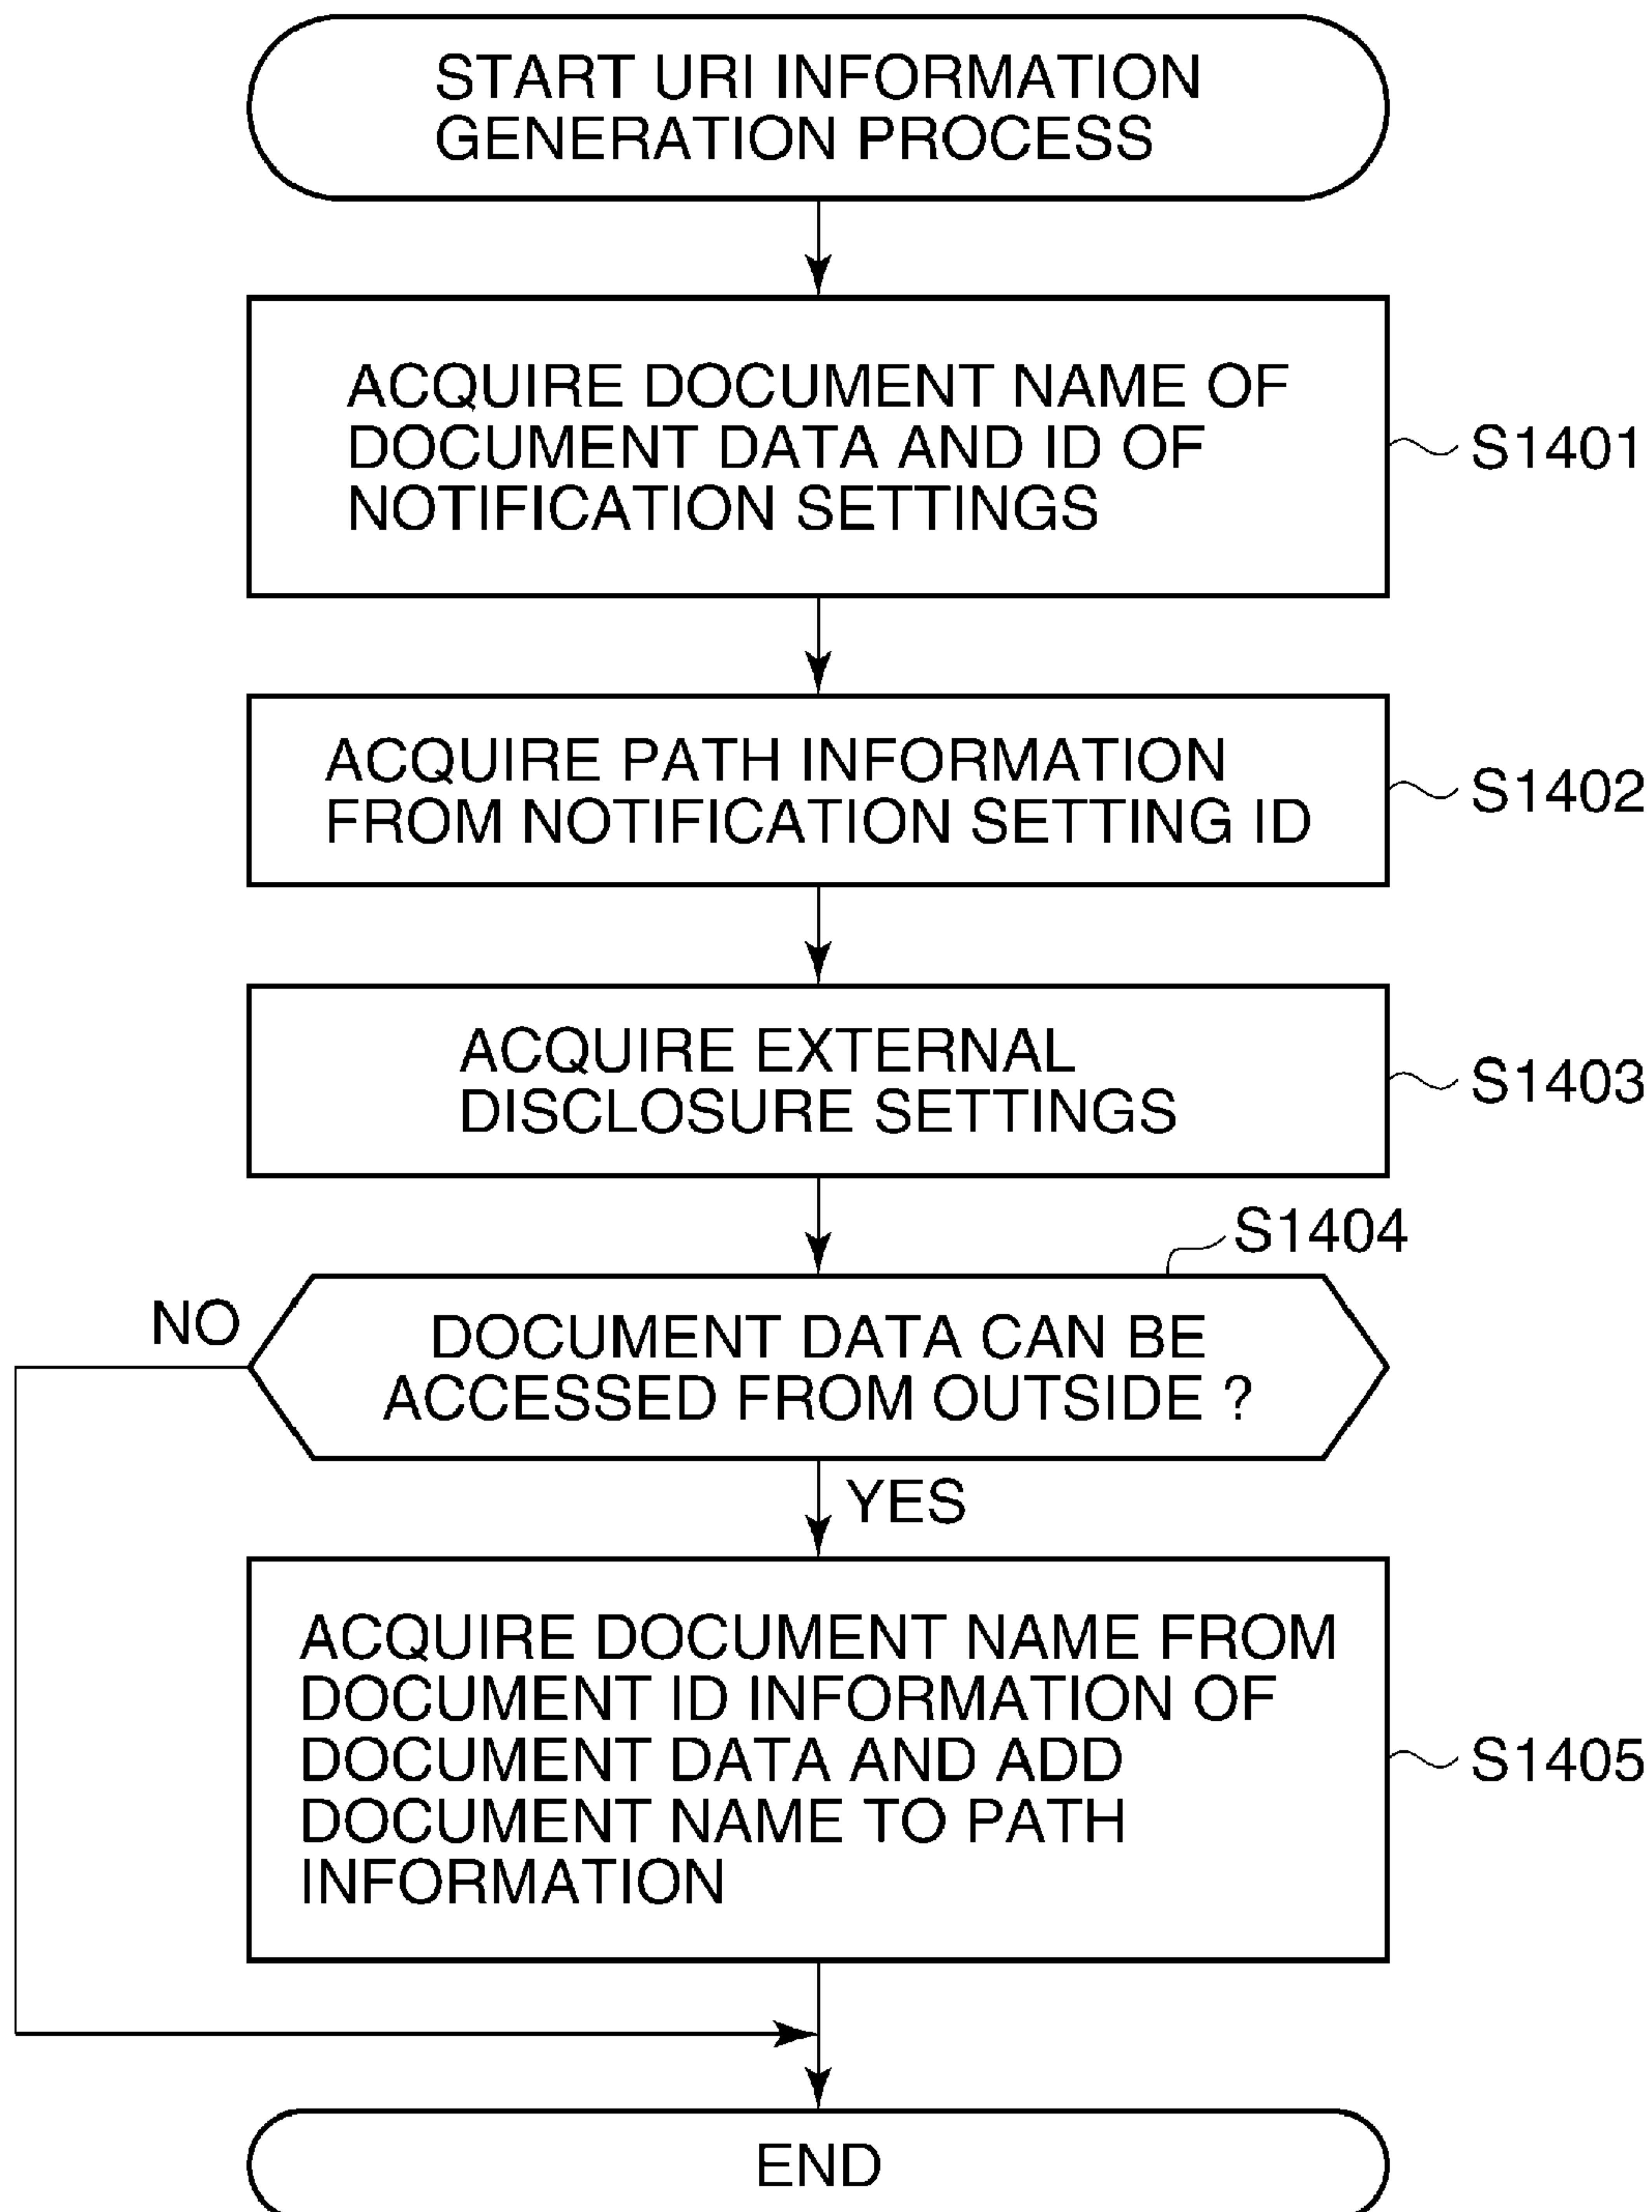 START URI INFORMATION
GENERATION PROCESS
ACQUIRE DOCUMENT NAME OF
DOCUMENT DATA AND ID OF
NOTIFICATION SETTINGS
S1401
ACQUIRE PATH INFORMATION
FROM NOTIFICATION SETTING ID
S1402
ACQUIRE EXTERNAL
DISCLOSURE SETTINGS
S1403
S1404
NO
DOCUMENT DATA CAN BE
ACCESSED FROM OUTSIDE ?
YES
ACQUIRE DOCUMENT NAME FROM
DOCUMENT ID INFORMATION OF
DOCUMENT DATA AND ADD
DOCUMENT NAME TO PATH
INFORMATION
S1405
END